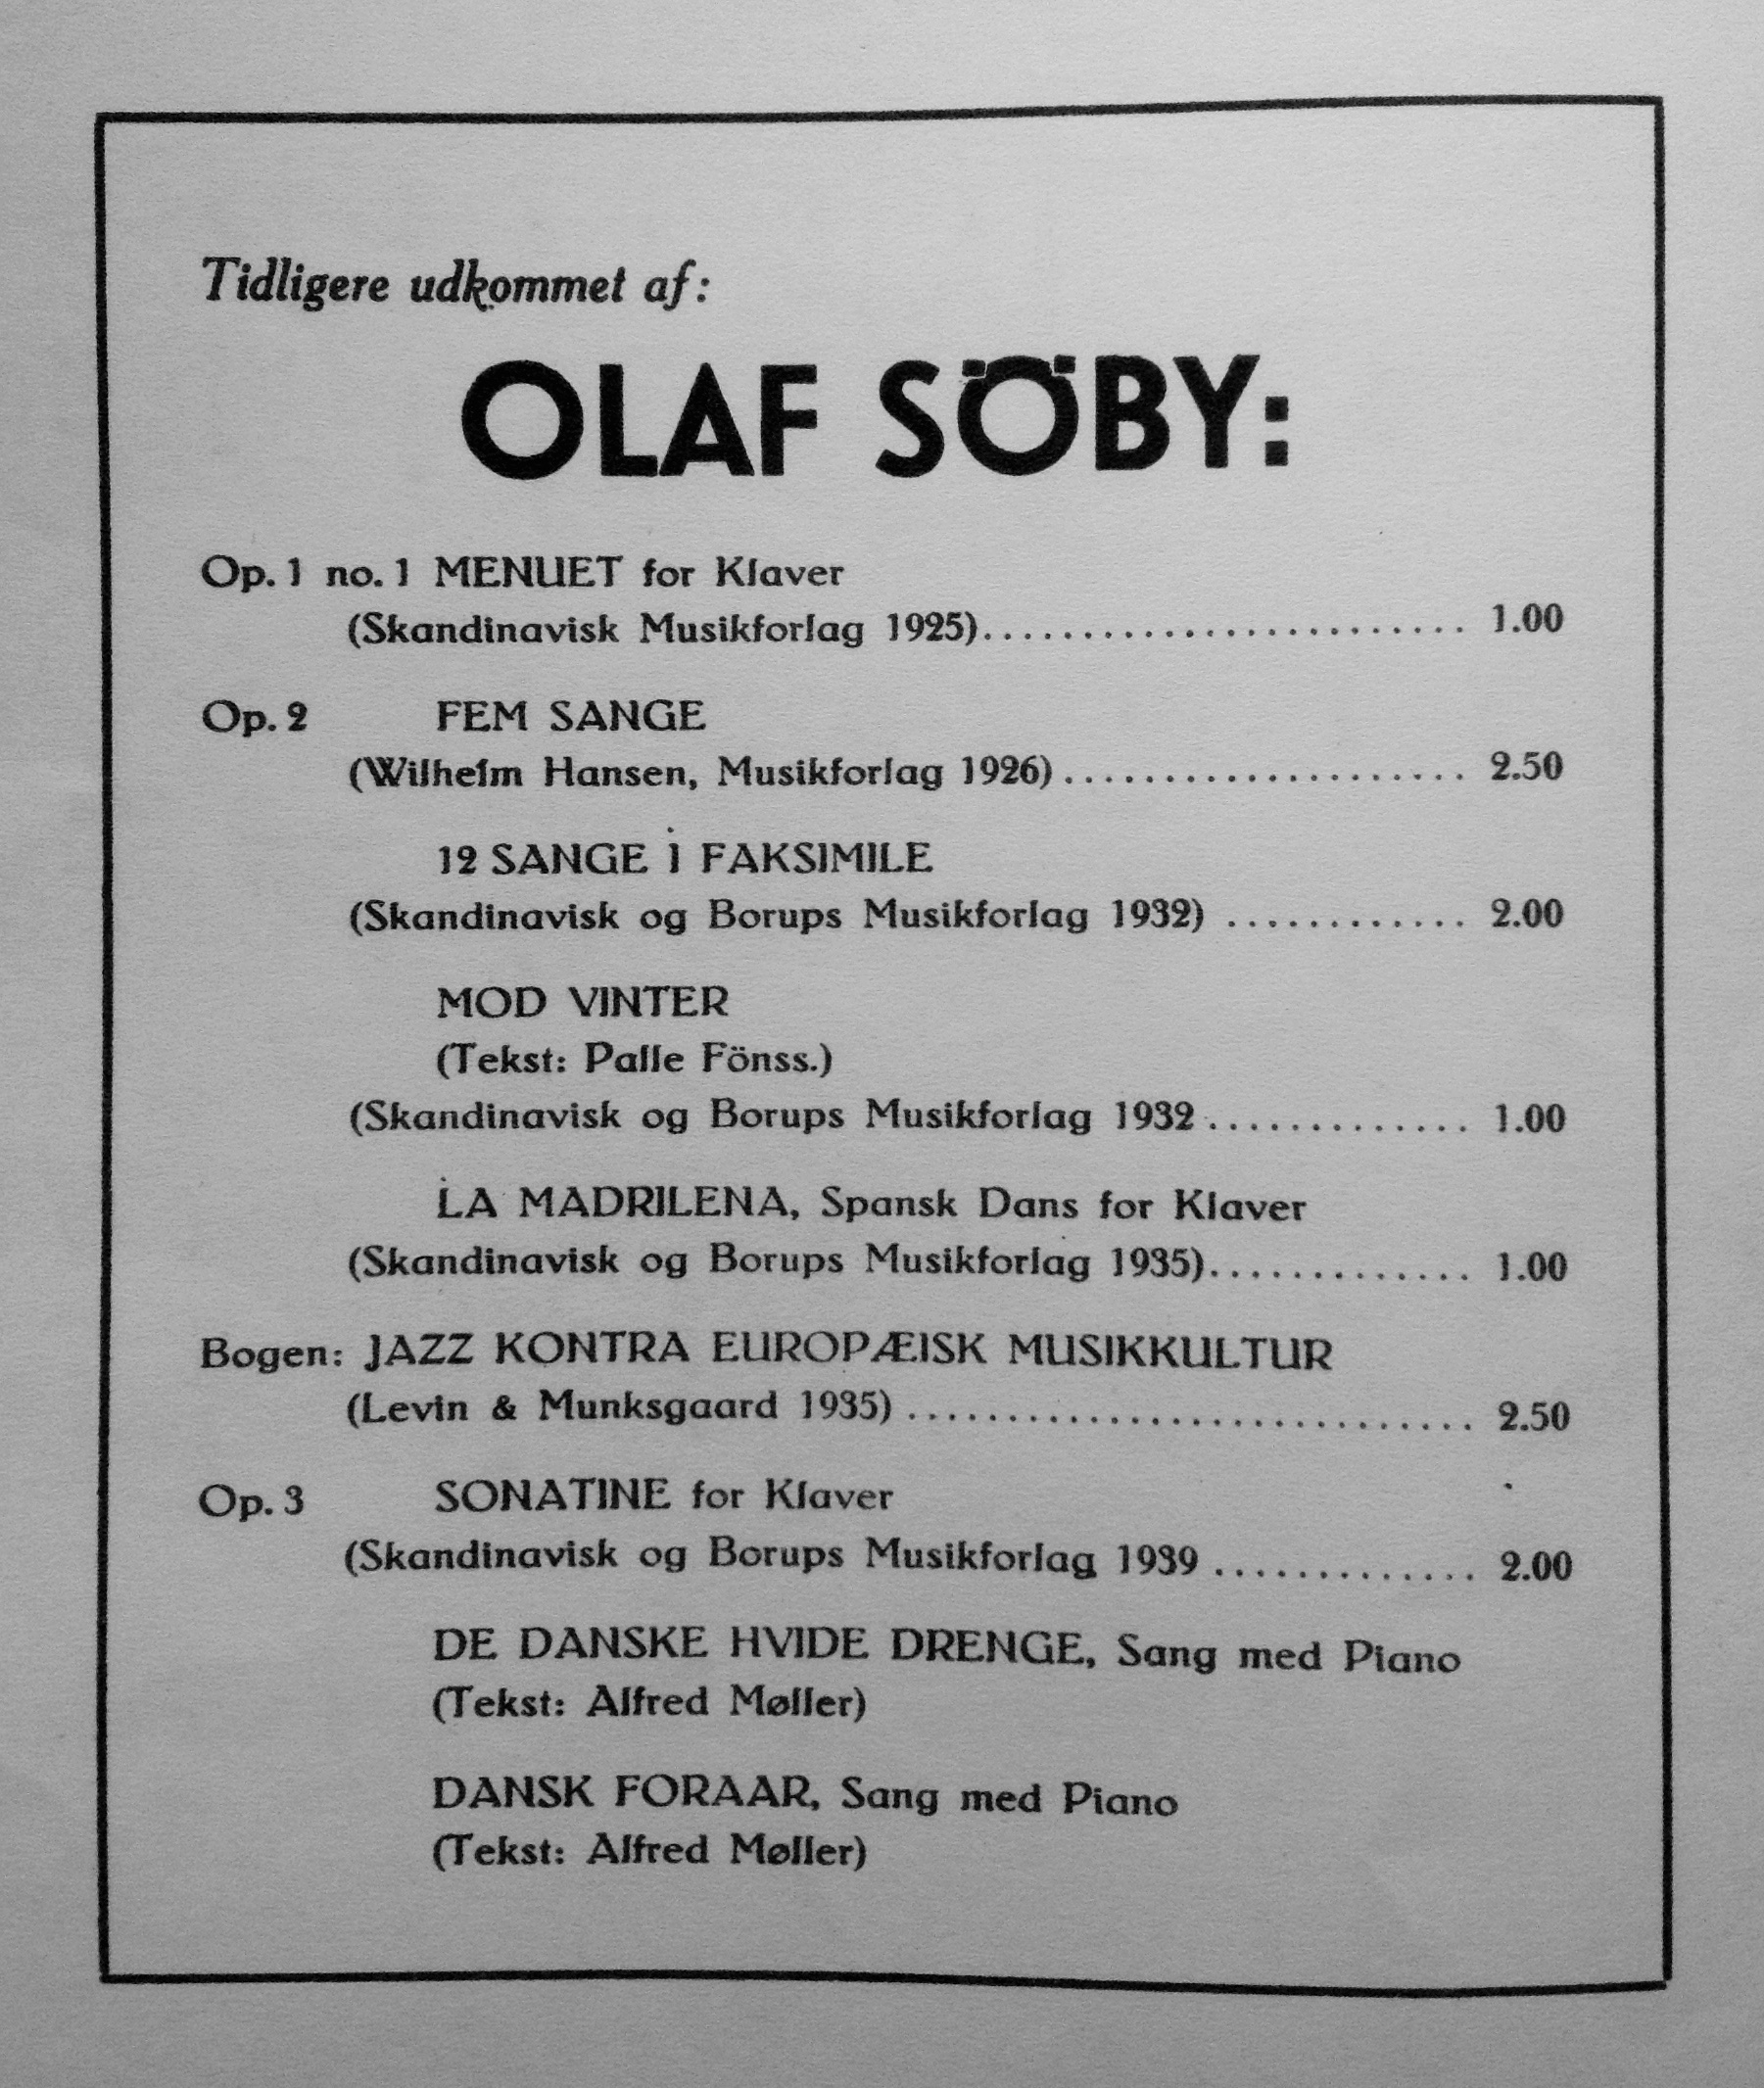 Tidligere udkommet af:
OLAF SÖBY:
Op. 1 no. 1 MENUET for Klaver
(Skandinavisk Musikforlag 1925)......................... 1.00
Op. 2 FEM SANGE
(Wilhelm Hansen, Musikforlag 1926).................... 2.50
12 SANGE I FAKSIMILE
(Skandinavisk og Borups Musikforlag 1932) ............ 2.00
MOD VINTER
(Tekst: Palle Fönss.)
(Skandinavisk og Borups Musikforlag 1932............. 1.00
LA MADRILENA, Spansk Dans for Klaver
(Skandinavisk og Borups Musikforlag 1935)............. 1.00
Bogen: JAZZ KONTRA EUROPÆISK MUSIKKULTUR
(Levin & Munksgaard 1935) ............................ 2.50
Op. 3 SONATINE for Klaver
(Skandinavisk og Borups Musikforlag 1939 ............. 2.00
DE DANSKE HVIDE DRENGE, Sang med Piano
(Tekst: Alfred Møller)
DANSK FORAAR, Sang med Piano
(Tekst: Alfred Møller)